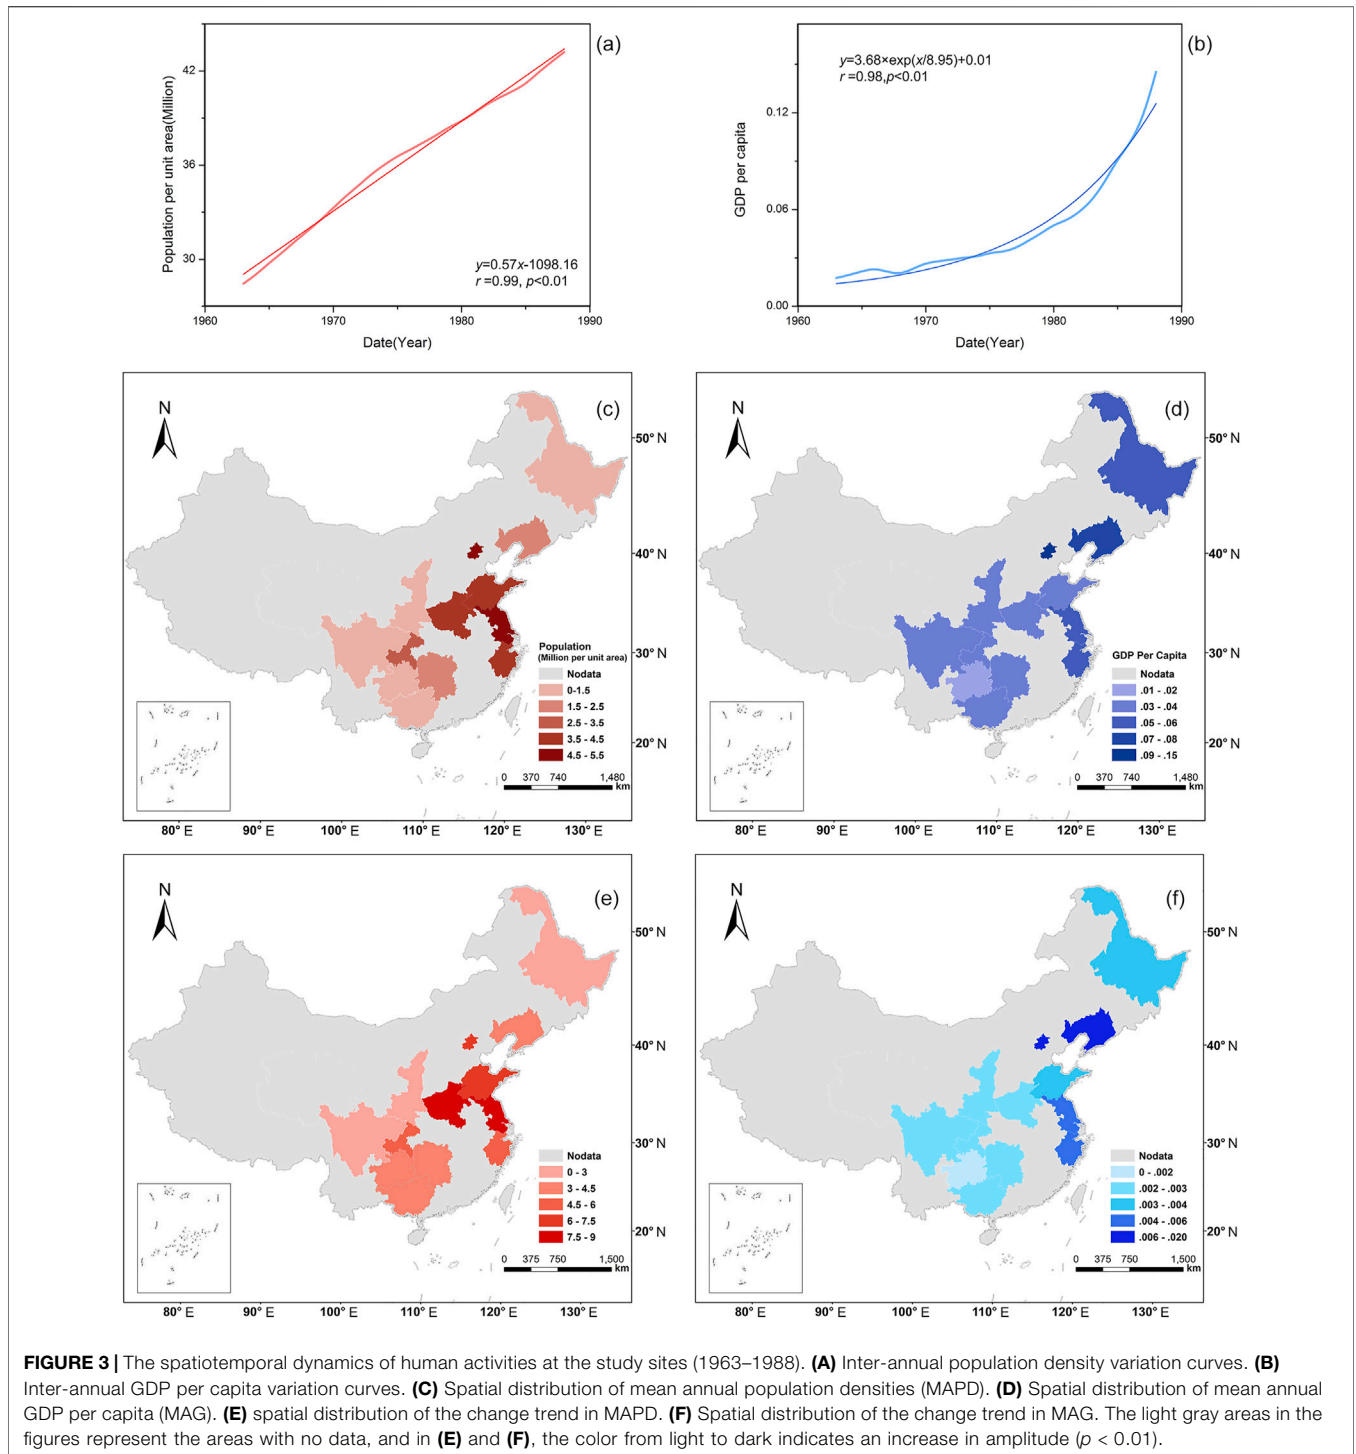 (a)
42
36
30
Population per unit area(Million)
y=0.57x-1098.16
r =0.99, p<0.01
1960
1970
1980
1990
Date(Year)
(b)
y=3.68×exp(x/8.95)+0.01
r =0.98,p<0.01
0.12
0.06
0.00
GDP per capita
1960
1970
1980
1990
Date(Year)
N
(c)
50° N
40° N
30° N
20° N
Population
(Million per unit area)
Nodata
0-1.5
1.5 - 2.5
2.5 - 3.5
3.5 - 4.5
4.5 - 5.5
0 370 740 1,480
km
80° E 90° E 100° E 110° E 120° E 130° E
N
(d)
50° N
40° N
30° N
20° N
GDP Per Capita
Nodata
.01 - .02
.03 - .04
.05 - .06
.07 - .08
.09 - .15
0 370 740 1,480
km
80° E 90° E 100° E 110° E 120° E 130° E
N
(e)
50° N
40° N
30° N
20° N
Nodata
0 - 3
3 - 4.5
4.5 - 6
6 - 7.5
7.5 - 9
0 375 750 1,500
km
80° E 90° E 100° E 110° E 120° E 130° E
N
(f)
50° N
40° N
30° N
20° N
Nodata
0 - .002
.002 - .003
.003 - .004
.004 - .006
.006 - .020
0 375 750 1,500
km
80° E 90° E 100° E 110° E 120° E 130° E
FIGURE 3 | The spatiotemporal dynamics of human activities at the study sites (1963–1988). (A) Inter-annual population density variation curves. (B)
Inter-annual GDP per capita variation curves. (C) Spatial distribution of mean annual population densities (MAPD). (D) Spatial distribution of mean annual
GDP per capita (MAG). (E) spatial distribution of the change trend in MAPD. (F) Spatial distribution of the change trend in MAG. The light gray areas in the
figures represent the areas with no data, and in (E) and (F), the color from light to dark indicates an increase in amplitude (p < 0.01).